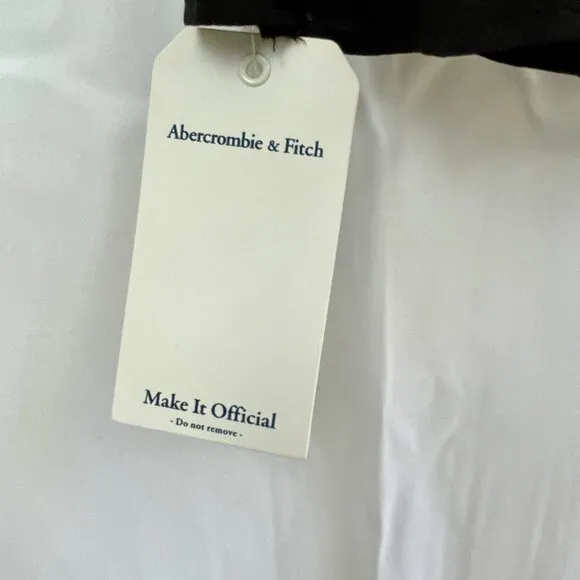 Abercrombie & Fitch
Make It Official
- Do not remove -